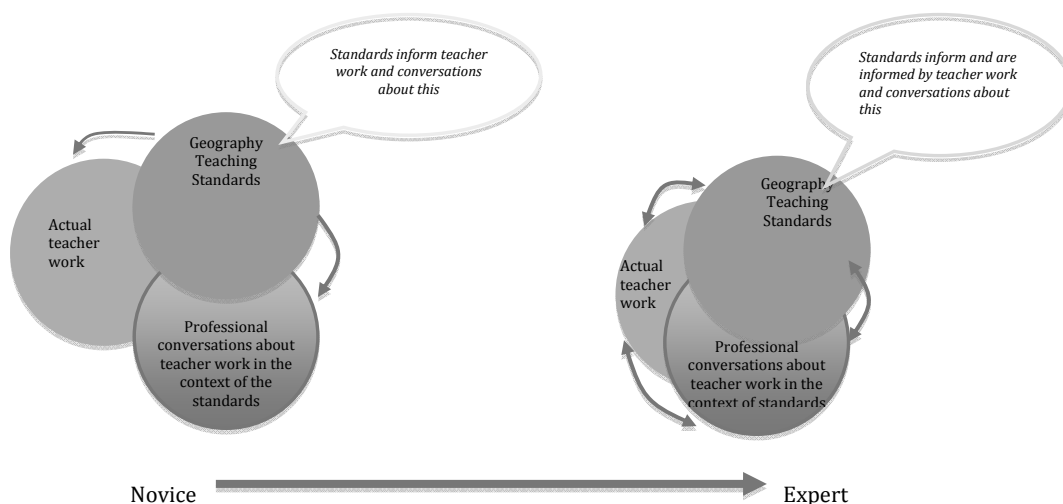 Standards inform teacher
work and conversations
about this
Geography
Teaching
Standards
Actual
teacher
work
Professional
conversations about
teacher work in the
context of the
standards
Standards inform and are
informed by teacher work
and conversations about
this
Geography
Teaching
Standards
Actual
teacher
work
Professional
conversations about
teacher work in the
context of standards
Novice
Expert